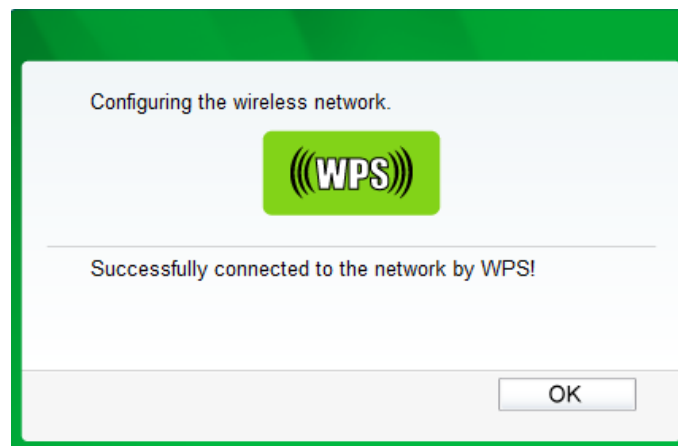 Configuring the wireless network.
(((WPS)))
Successfully connected to the network by WPS!
OK